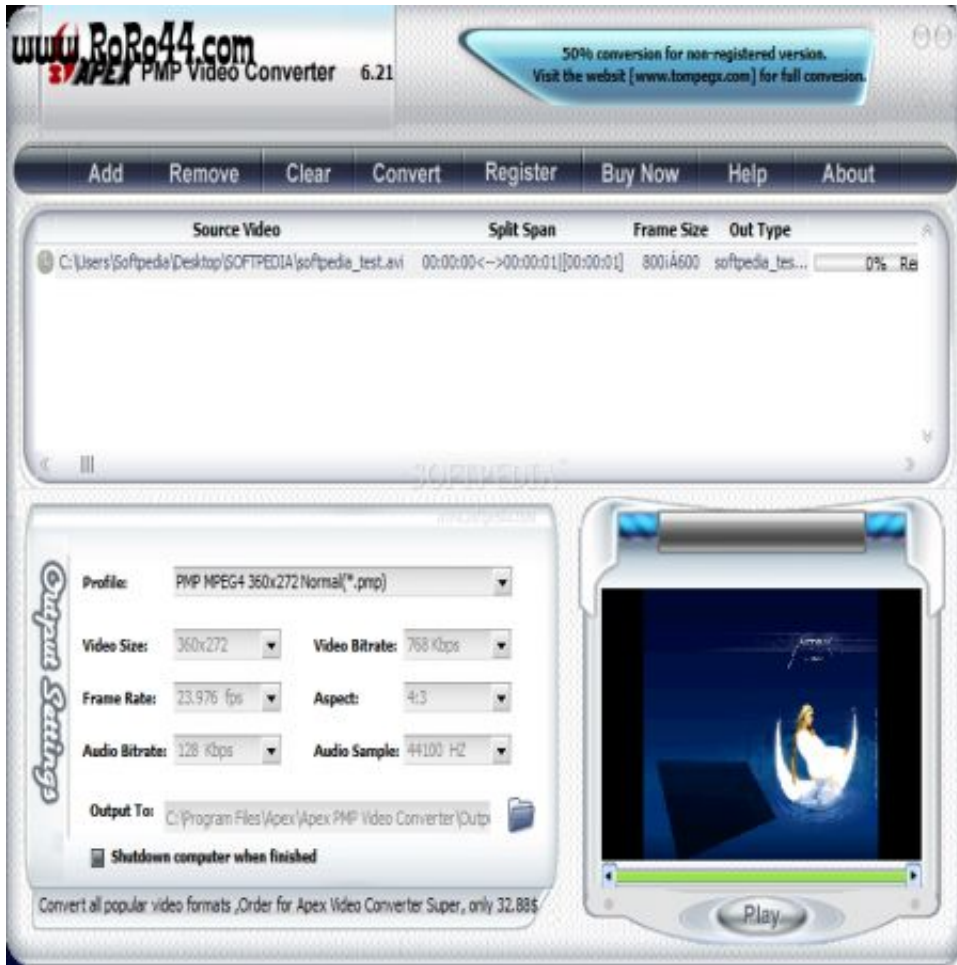 www.RoRo44.com
APEX PMP Video Converter 6.21
50% conversion for non-registered version.
Visit the websit [www.tompegx.com] for full convesion.
Add Remove Clear Convert Register Buy Now Help About
Source Video Split Span Frame Size Out Type
C:\Users\Softpedia\Desktop\SOFTPEDIA\softpedia_test.avi 00:00:00<-->00:00:01|[00:00:01] 800¡Á600 softpedia_tes... 0% Re
SOFTPEDIA
Output Settings
Profile: PMP MPEG4 360x272 Normal(*.pmp)
Video Size: 360x272 Video Bitrate: 768 Kbps
Frame Rate: 23.976 fps Aspect: 4:3
Audio Bitrate: 128 Kbps Audio Sample: 44100 HZ
Output To: C:\Program Files\Apex\Apex PMP Video Converter\Outp
Shutdown computer when finished
Convert all popular video formats ,Order for Apex Video Converter Super, only 32.88$
Play